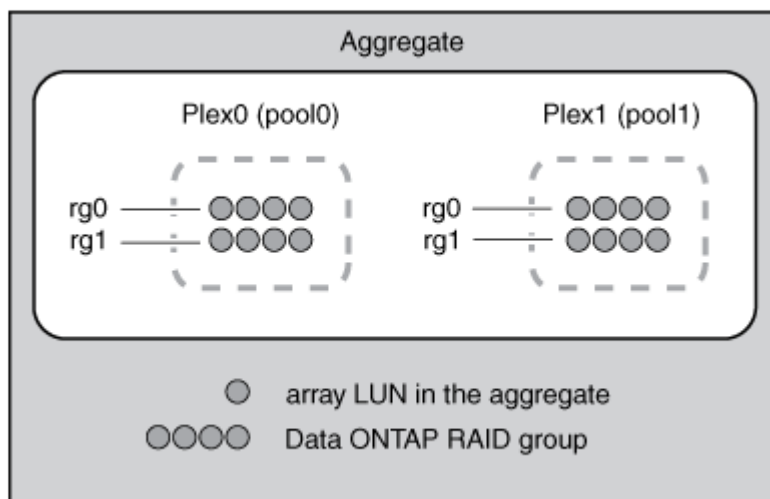 Aggregate
Plex0 (pool0)
Plex1 (pool1)
rg0
rg1
rg0
rg1
array LUN in the aggregate
Data ONTAP RAID group